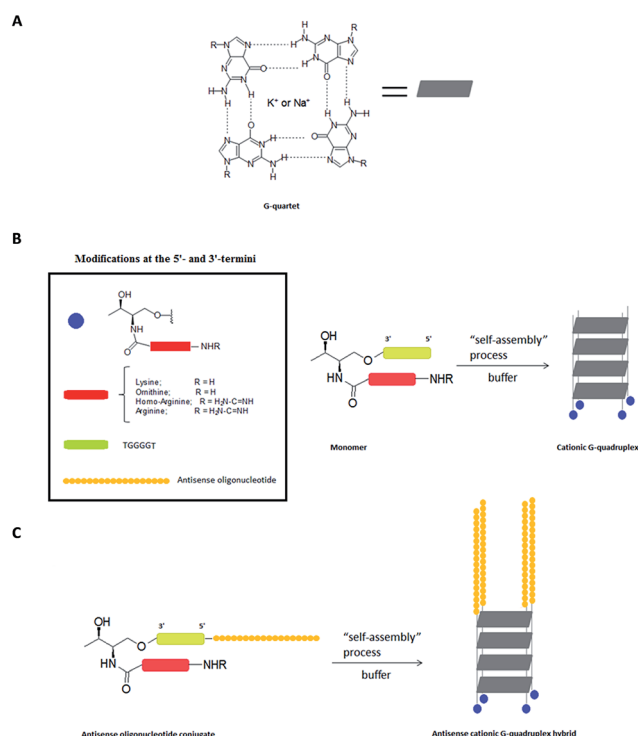 A
R
N
N
H
H
N
N
N
R
N
N
O
H
N
N
N
N-H
H
H
O
K⁺ or Na⁺
O
H
H
N
N
H
N
N-H
O
N
N
N
N
N-H
N
N
R
H
R
G-quartet
B
Modifications at the 5'- and 3'-termini
OH
O
NH
O
NHR
Lysine; R = H
Ornithine; R = H
Homo-Arginine; R = H₂N-C=NH
Arginine; R = H₂N-C=NH
TGGGGT
Antisense oligonucleotide
OH
3' 5'
O
HN
NHR
O
Monomer
"self-assembly"
process
buffer
Cationic G-quadruplex
C
OH
3' 5'
O
HN
NHR
O
Antisense oligonucleotide conjugate
"self-assembly"
process
buffer
Antisense cationic G-quadruplex hybrid